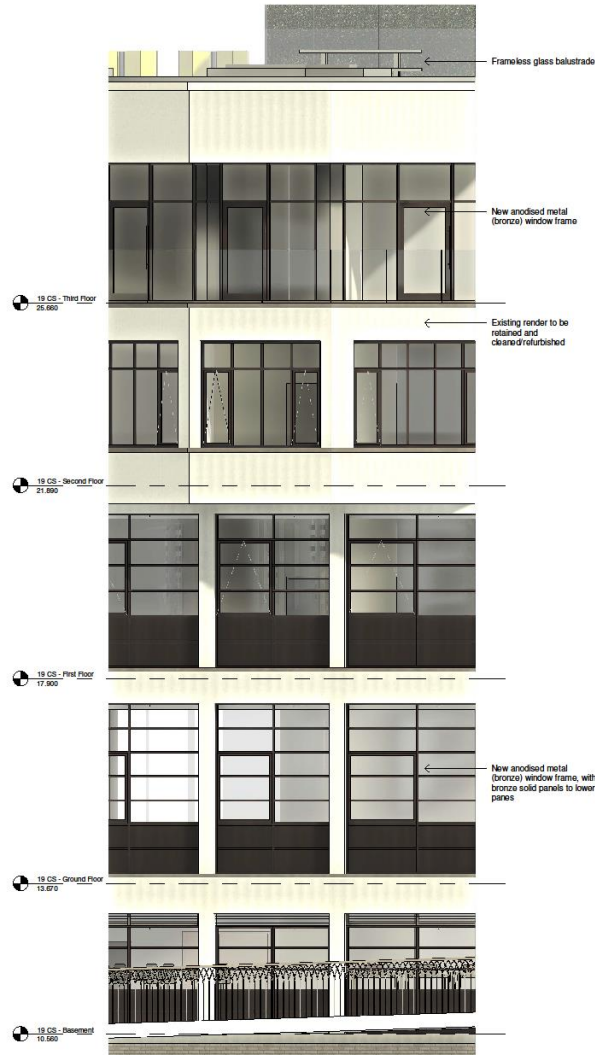 Frameless glass balustrade
New anodised metal
(bronze) window frame
19 CS - Third Floor
25.660
Existing render to be
retained and
cleaned/refurbished
19 CS - Second Floor
21.890
19 CS - First Floor
17.900
New anodised metal
(bronze) window frame, with
bronze solid panels to lower
panes
19 CS - Ground Floor
13.670
19 CS - Basement
10.560